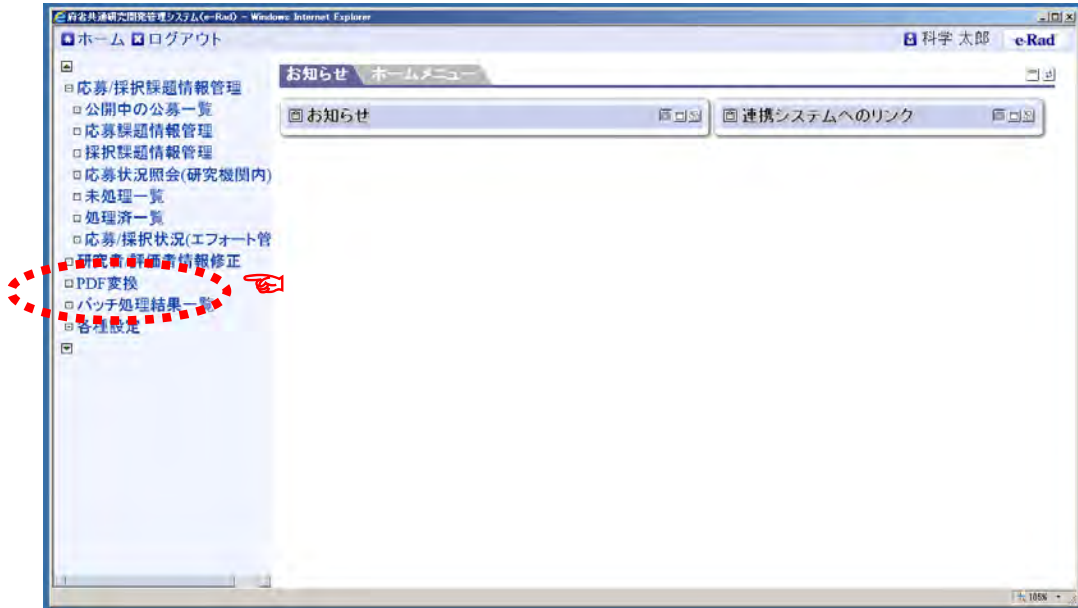 府省共通研究開発管理システム(e-Rad) - Windows Internet Explorer
ホーム ログアウト
科学 太郎 e-Rad
応募/採択課題情報管理
公開中の公募一覧
応募課題情報管理
採択課題情報管理
応募状況照会(研究機関内)
未処理一覧
処理済一覧
応募/採択状況(エフォート管
研究者/評価者情報修正
PDF変換
バッチ処理結果一覧
各種設定
お知らせ ホームメニュー
お知らせ
連携システムへのリンク
105%